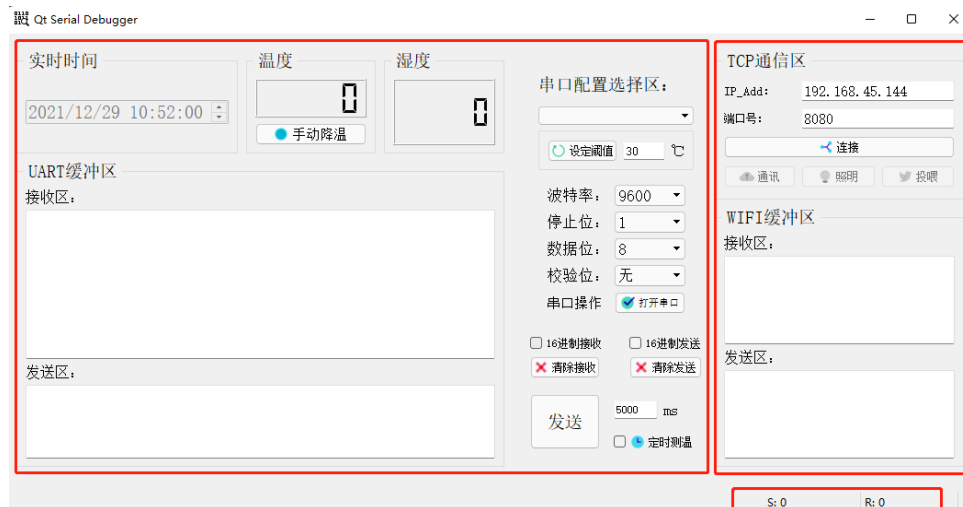 Qt Serial Debugger
实时时间
2021/12/29 10:52:00
温度
0
手动降温
湿度
0
UART缓冲区
接收区:
发送区:
串口配置选择区:
设定阈值 30 ℃
波特率: 9600
停止位: 1
数据位: 8
校验位: 无
串口操作 打开串口
16进制接收 16进制发送
清除接收 清除发送
发送
5000 ms
定时测温
TCP通信区
IP_Add: 192.168.45.144
端口号: 8080
连接
通讯 照明 投喂
WIFI缓冲区
接收区:
发送区:
S: 0 R: 0